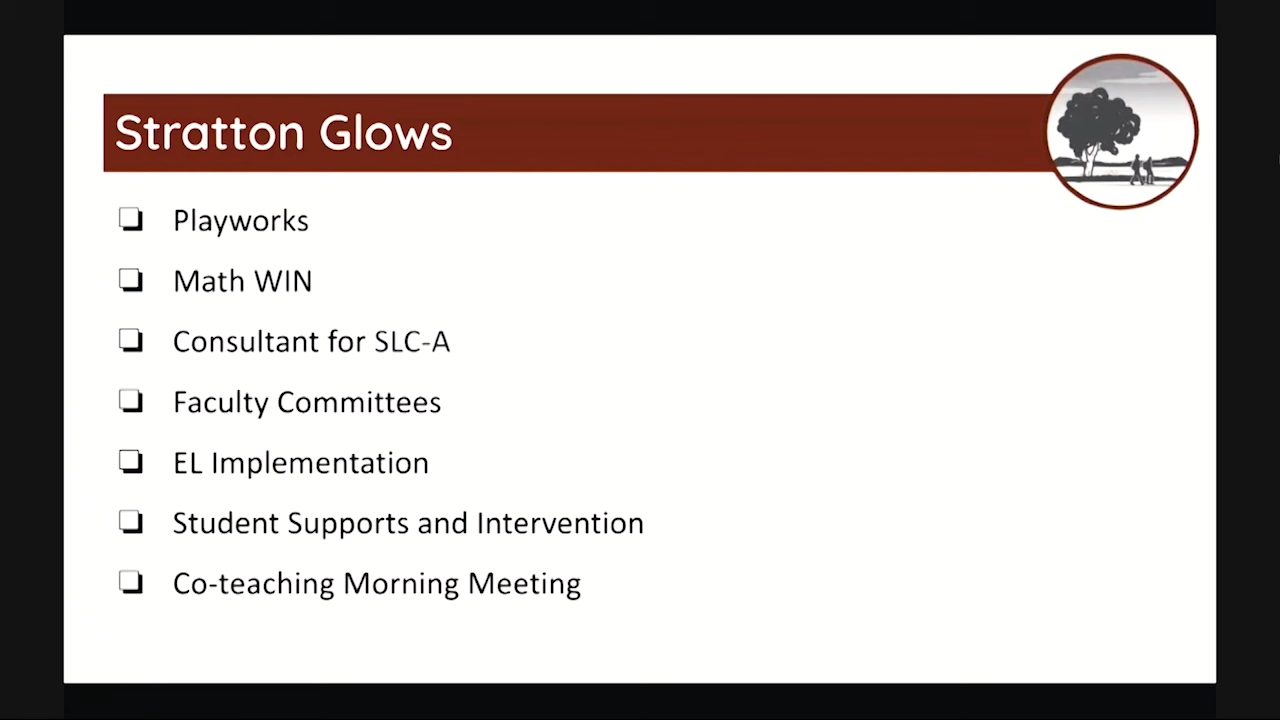 Stratton Glows
Playworks
Math WIN
Consultant for SLC-A
Faculty Committees
EL Implementation
Student Supports and Intervention
Co-teaching Morning Meeting